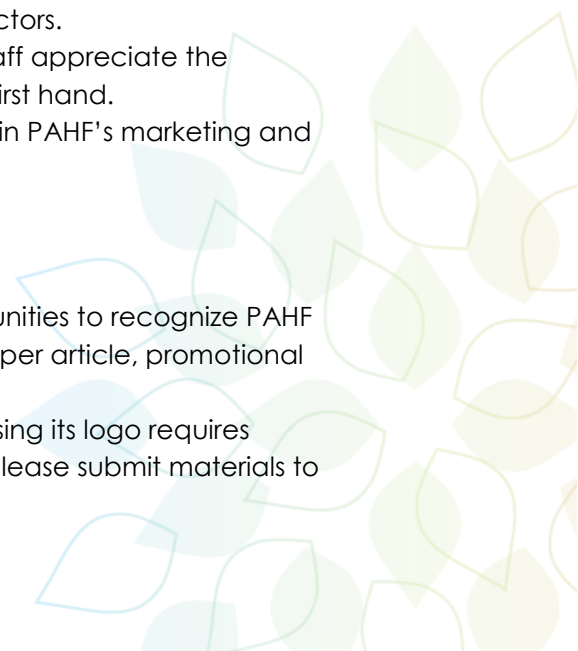 ctors.
aff appreciate the
irst hand.
in PAHF's marketing and
unities to recognize PAHF
per article, promotional
sing its logo requires
lease submit materials to